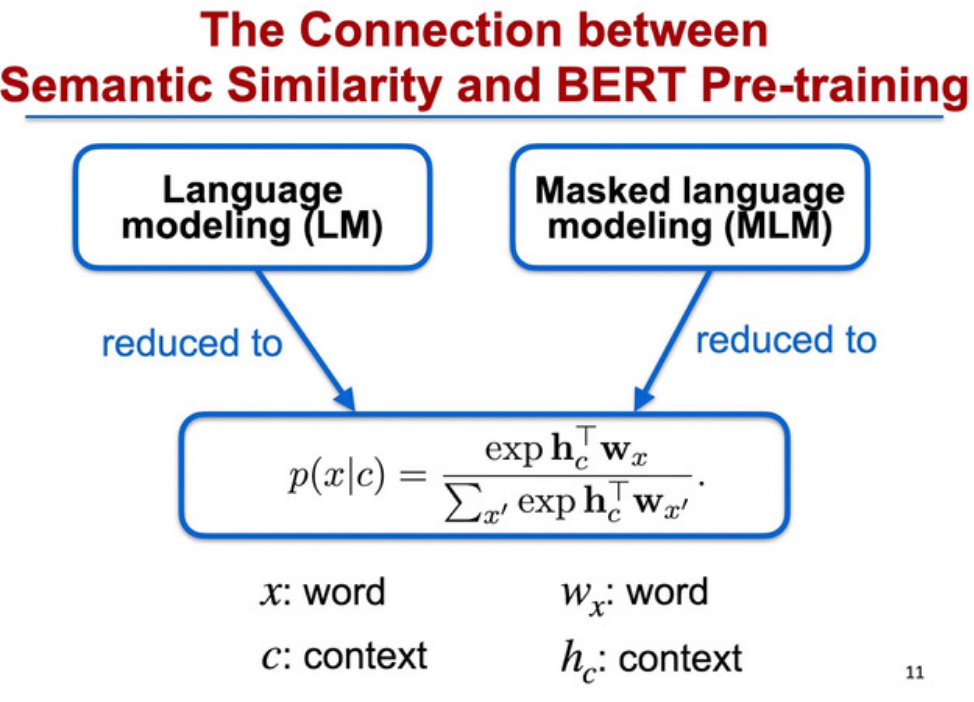 The Connection between
Semantic Similarity and BERT Pre-training
Language
modeling (LM)
Masked language
modeling (MLM)
reduced to
reduced to
p(x|c) = \frac{\exp \mathbf{h}_c^\top \mathbf{w}_x}{\sum_{x'} \exp \mathbf{h}_c^\top \mathbf{w}_{x'}}.
x: word
w_x: word
c: context
h_c: context
11